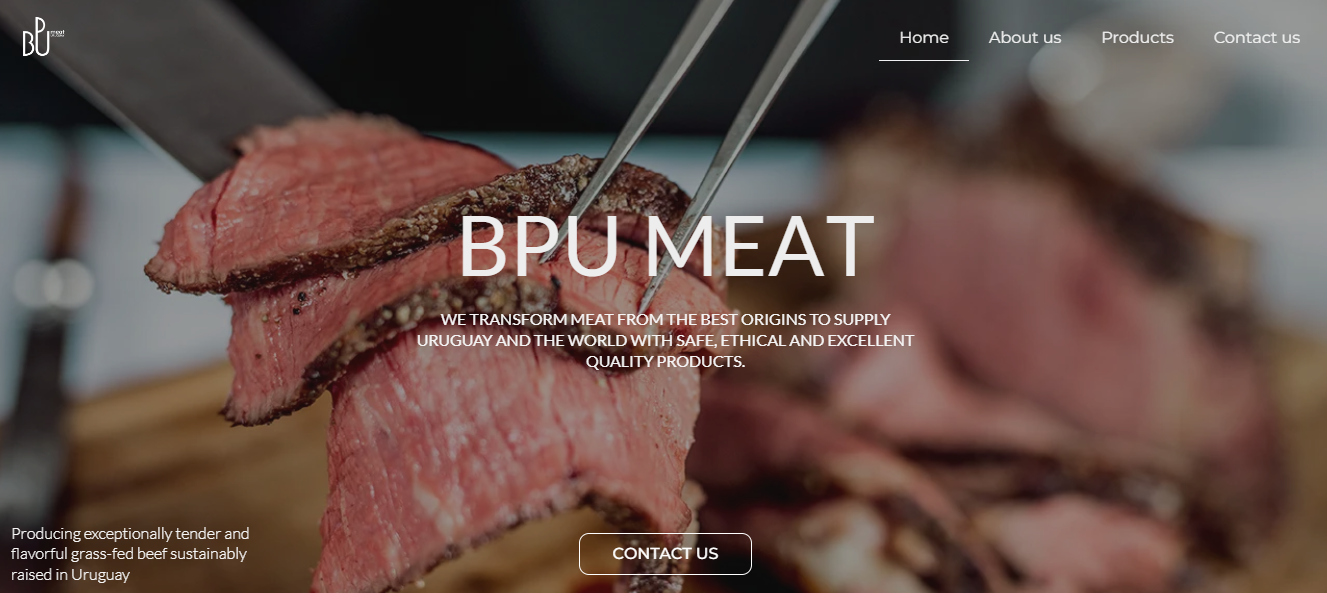 BPU meat
Home
About us
Products
Contact us
BPU MEAT
WE TRANSFORM MEAT FROM THE BEST ORIGINS TO SUPPLY
URUGUAY AND THE WORLD WITH SAFE, ETHICAL AND EXCELLENT
QUALITY PRODUCTS.
Producing exceptionally tender and
flavorful grass-fed beef sustainably
raised in Uruguay
CONTACT US